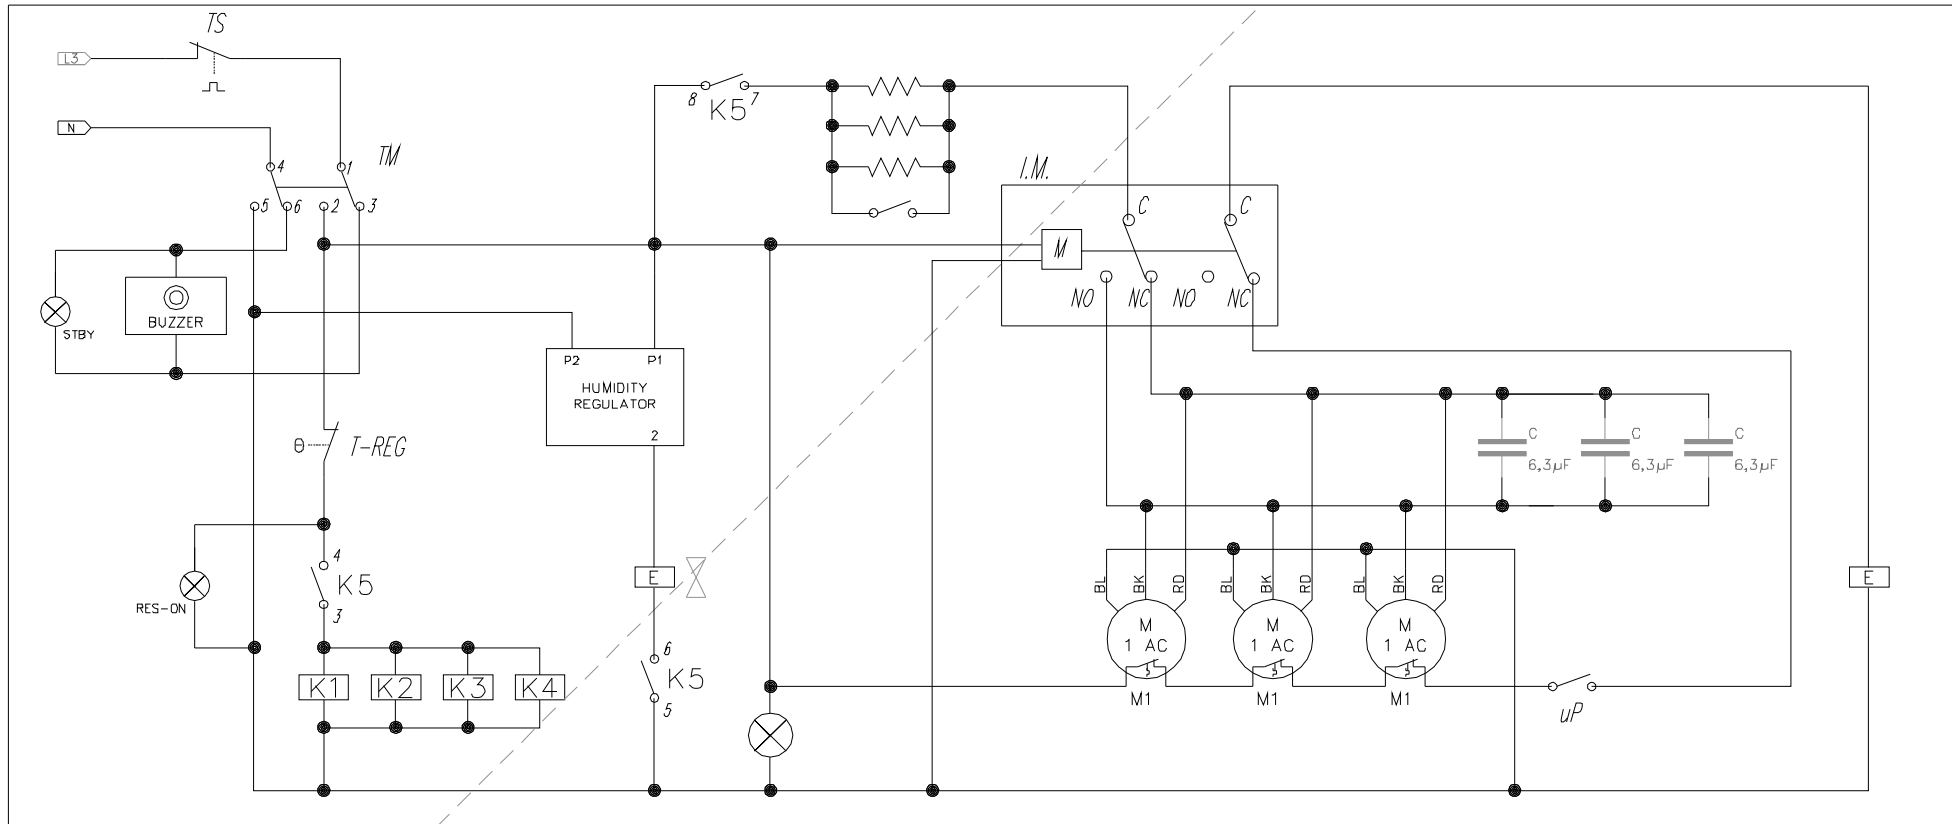 TS
L3
N
4
1
TM
5
6
2
3
8
7
K5
I.M.
C
C
M
NO
NC
NO
NC
STBY
BUZZER
P2
P1
HUMIDITY
REGULATOR
2
θ
T-REG
C
6,3µF
C
6,3µF
C
6,3µF
RES-ON
4
K5
3
E
E
6
K5
5
BL
BK
RD
BL
BK
RD
BL
BK
RD
M
1 AC
M
1 AC
M
1 AC
K1
K2
K3
K4
M1
M1
M1
uP